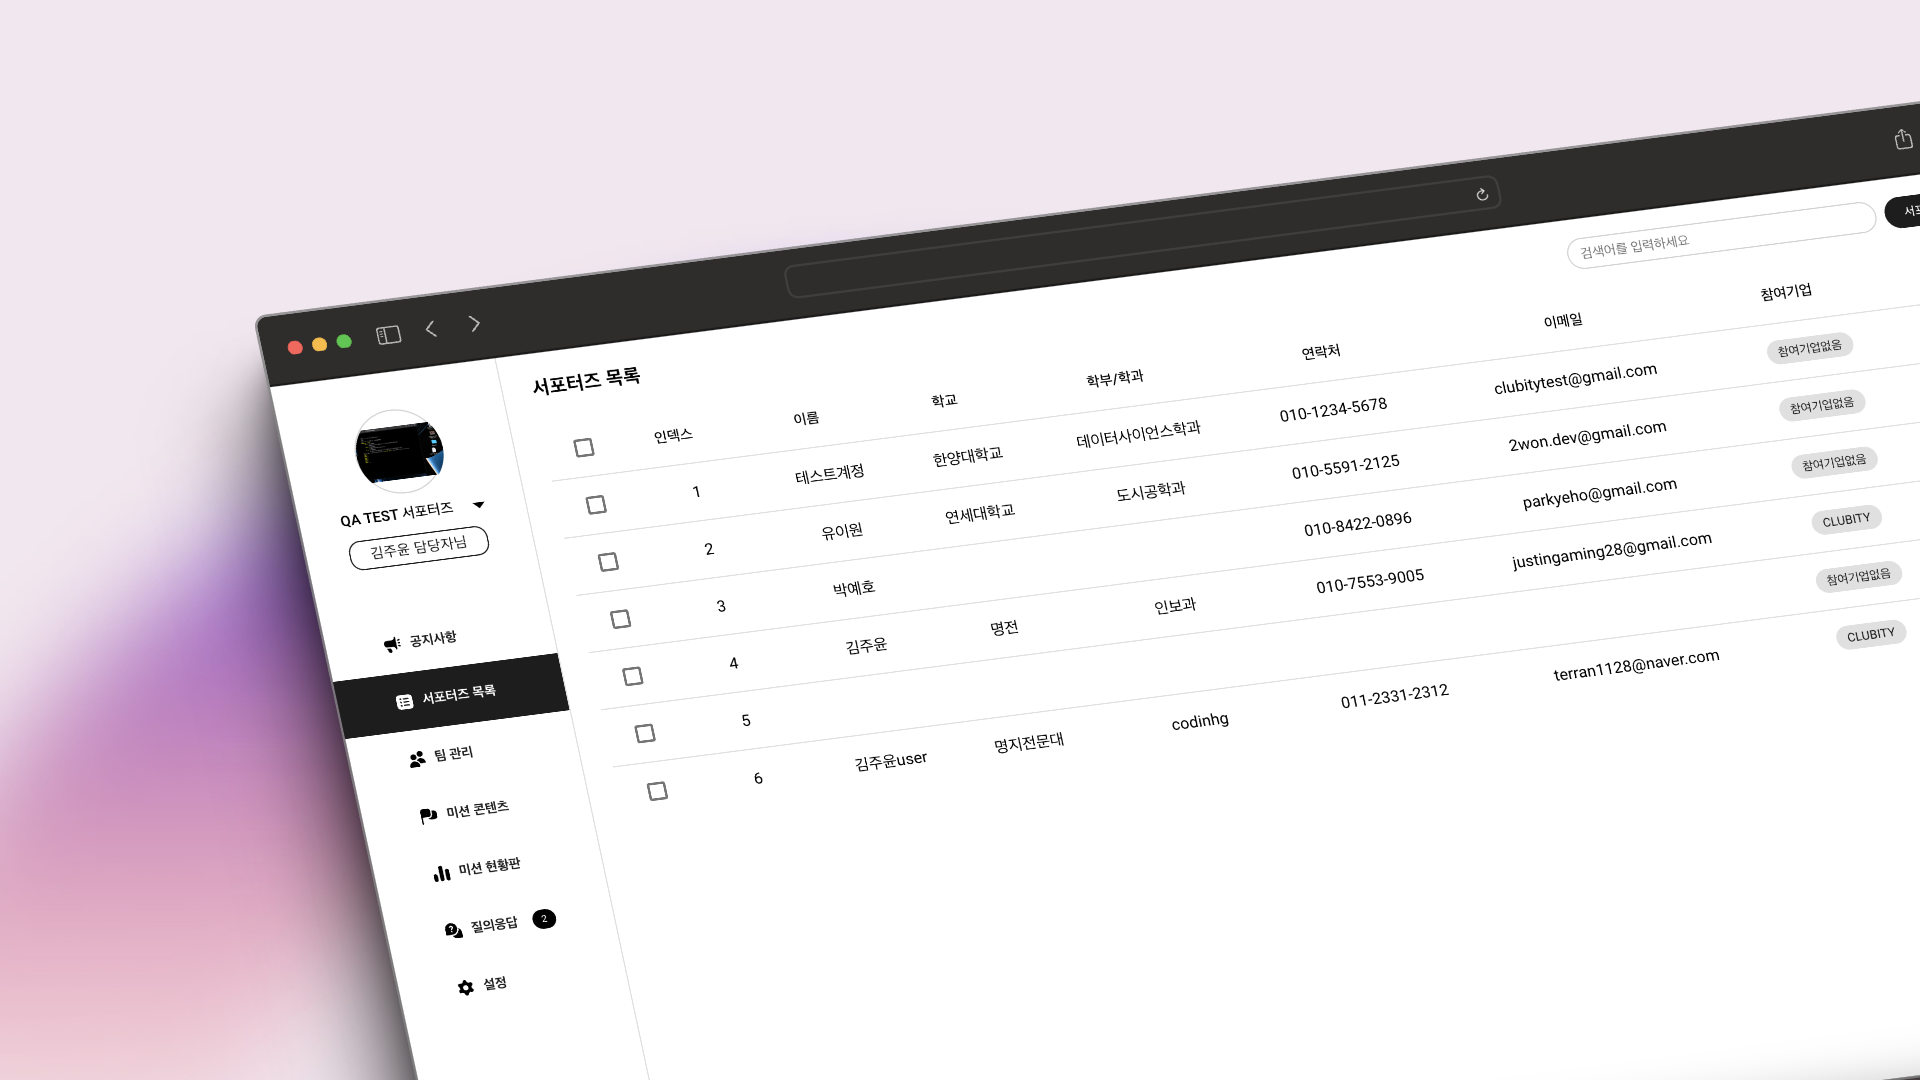 검색어를 입력하세요
QA TEST 서포터즈
김주윤 담당자님
공지사항
서포터즈 목록
팀 관리
미션 콘텐츠
미션 현황판
질의응답 2
설정
서포터즈 목록
인덱스 이름 학교 학부/학과 연락처 이메일 참여기업
1 테스트계정 한양대학교 데이터사이언스학과 010-1234-5678 clubitytest@gmail.com 참여기업없음
2 유이원 연세대학교 도시공학과 010-5591-2125 2won.dev@gmail.com 참여기업없음
3 박예호 010-8422-0896 parkyeho@gmail.com 참여기업없음
4 김주윤 명전 인보과 010-7553-9005 justingaming28@gmail.com CLUBITY
5 참여기업없음
6 김주윤user 명지전문대 codinhg 011-2331-2312 terran1128@naver.com CLUBITY